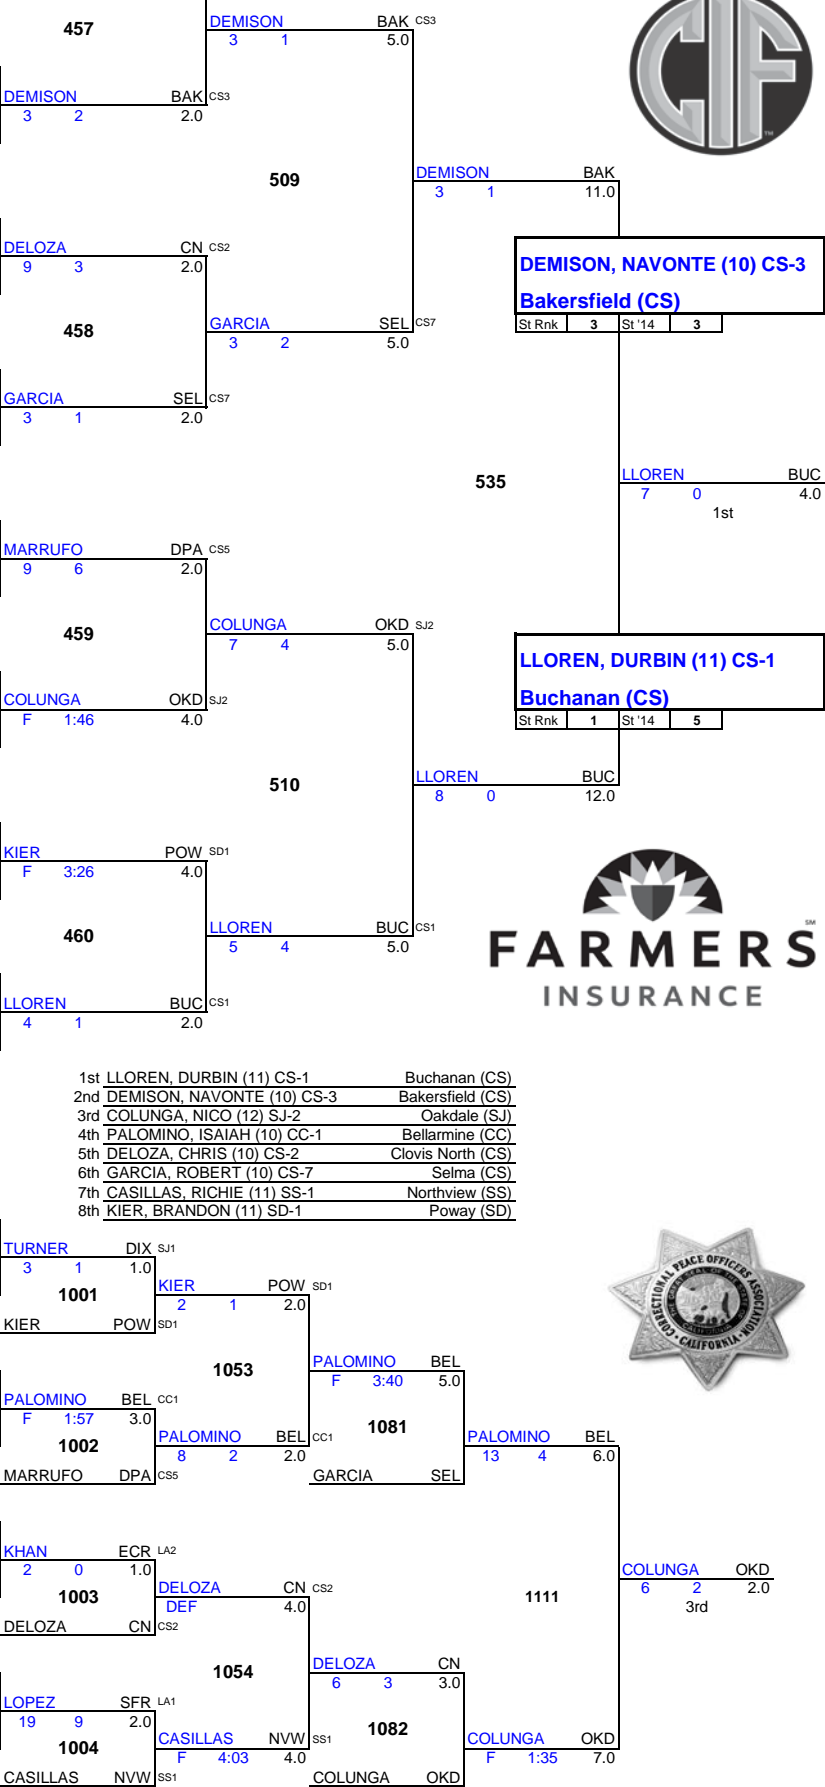 DEMISON BAK CS3
3 1 5.0
457
CIF
TM
DEMISON BAK CS3
3 2 2.0
509
DEMISON BAK
3 1 11.0
DELOZA CN CS2
9 3 2.0
DEMISON, NAVONTE (10) CS-3
Bakersfield (CS)
St Rnk 3 St '14 3
458
GARCIA SEL CS7
3 2 5.0
GARCIA SEL CS7
3 1 2.0
535
LLOREN BUC
7 0 4.0
1st
MARRUFO DPA CS5
9 6 2.0
459
COLUNGA OKD SJ2
7 4 5.0
LLOREN, DURBIN (11) CS-1
Buchanan (CS)
St Rnk 1 St '14 5
COLUNGA OKD SJ2
F 1:46 4.0
510
LLOREN BUC
8 0 12.0
KIER POW SD1
F 3:26 4.0
460
LLOREN BUC CS1
5 4 5.0
FARMERS SM
INSURANCE
LLOREN BUC CS1
4 1 2.0
1st LLOREN, DURBIN (11) CS-1 Buchanan (CS)
2nd DEMISON, NAVONTE (10) CS-3 Bakersfield (CS)
3rd COLUNGA, NICO (12) SJ-2 Oakdale (SJ)
4th PALOMINO, ISAIAH (10) CC-1 Bellarmine (CC)
5th DELOZA, CHRIS (10) CS-2 Clovis North (CS)
6th GARCIA, ROBERT (10) CS-7 Selma (CS)
7th CASILLAS, RICHIE (11) SS-1 Northview (SS)
8th KIER, BRANDON (11) SD-1 Poway (SD)
TURNER DIX SJ1
3 1 1.0
1001
KIER POW SD1
2 1 2.0
KIER POW SD1
CORRECTIONAL PEACE OFFICERS ASSOCIATION
CALIFORNIA
1053
PALOMINO BEL
F 3:40 5.0
PALOMINO BEL CC1
F 1:57 3.0
1002
PALOMINO BEL CC1
8 2 2.0
1081
PALOMINO BEL
13 4 6.0
MARRUFO DPA CS5
GARCIA SEL
KHAN ECR LA2
2 0 1.0
1003
DELOZA CN CS2
DEF 4.0
DELOZA CN CS2
1111
COLUNGA OKD
6 2 2.0
3rd
1054
DELOZA CN
6 3 3.0
LOPEZ SFR LA1
19 9 2.0
1004
CASILLAS NVW SS1
F 4:03 4.0
1082
COLUNGA OKD
F 1:35 7.0
CASILLAS NVW SS1
COLUNGA OKD